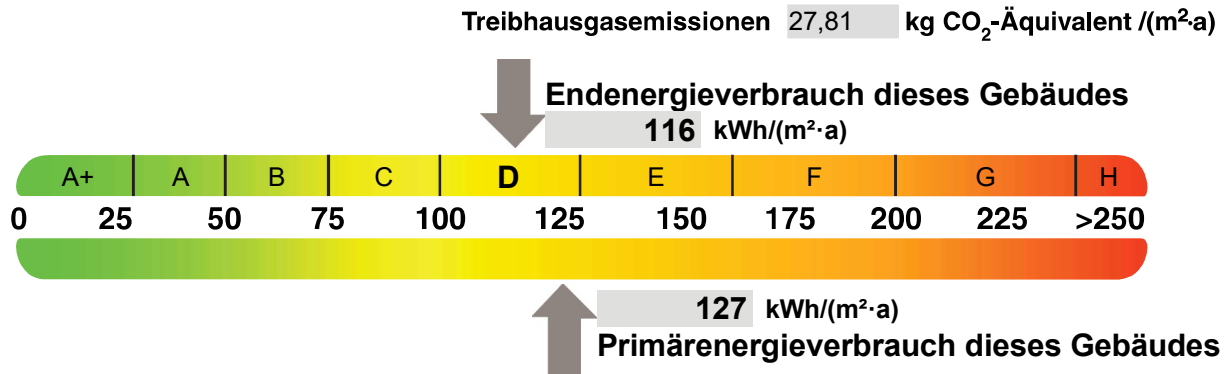 Treibhausgasemissionen 27,81 kg CO₂-Äquivalent /(m²·a)
Endenergieverbrauch dieses Gebäudes
116 kWh/(m²·a)
A+ A B C D E F G H
0 25 50 75 100 125 150 175 200 225 >250
127 kWh/(m²·a)
Primärenergieverbrauch dieses Gebäudes